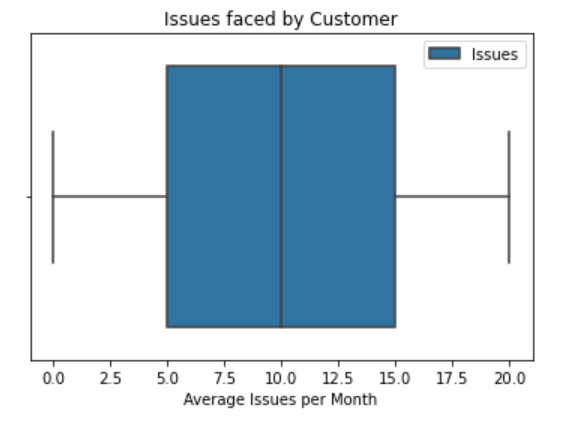 Issues faced by Customer
Issues
0.0 2.5 5.0 7.5 10.0 12.5 15.0 17.5 20.0
Average Issues per Month